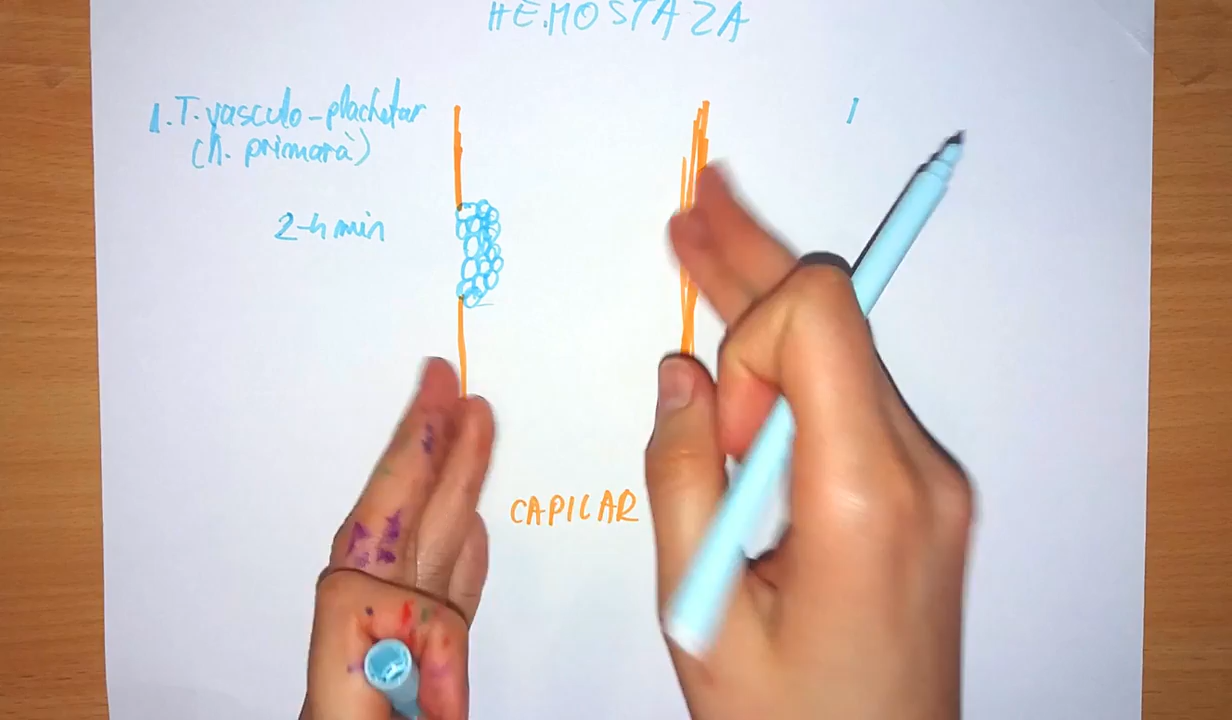 HEMOSTAZA
1. T. vasculo-plachetar
(h. primară)
2-4 min
CAPILAR